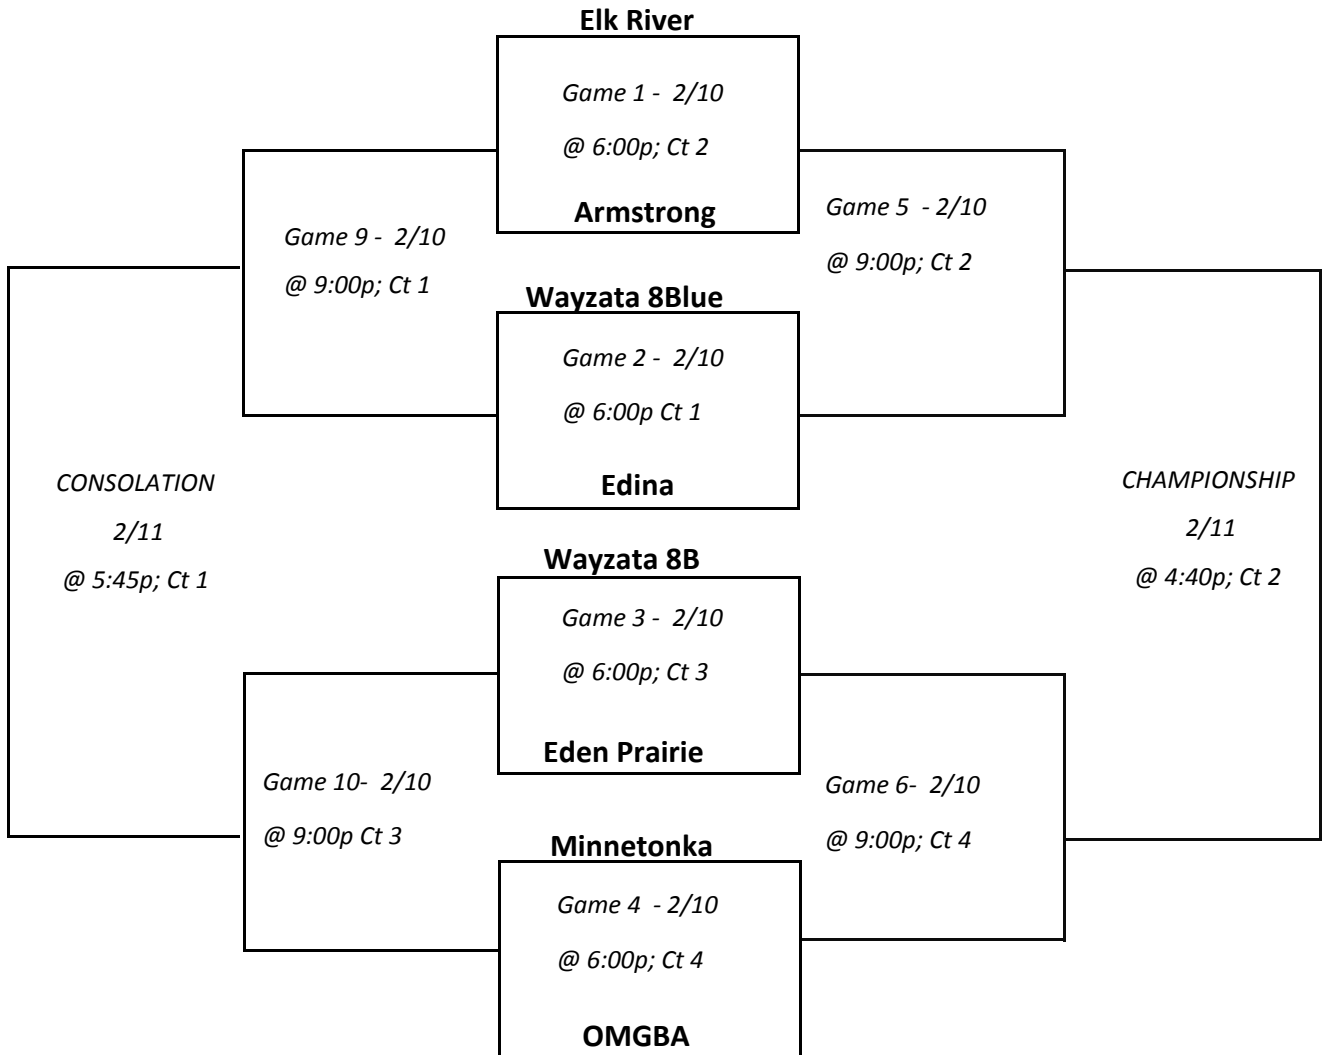 Elk River
Game 1 - 2/10
@ 6:00p; Ct 2
Armstrong
Game 5 - 2/10
@ 9:00p; Ct 2
Game 9 - 2/10
@ 9:00p; Ct 1
Wayzata 8Blue
Game 2 - 2/10
@ 6:00p Ct 1
Edina
CONSOLATION
2/11
@ 5:45p; Ct 1
CHAMPIONSHIP
2/11
@ 4:40p; Ct 2
Wayzata 8B
Game 3 - 2/10
@ 6:00p; Ct 3
Eden Prairie
Game 10- 2/10
@ 9:00p Ct 3
Game 6- 2/10
@ 9:00p; Ct 4
Minnetonka
Game 4 - 2/10
@ 6:00p; Ct 4
OMGBA